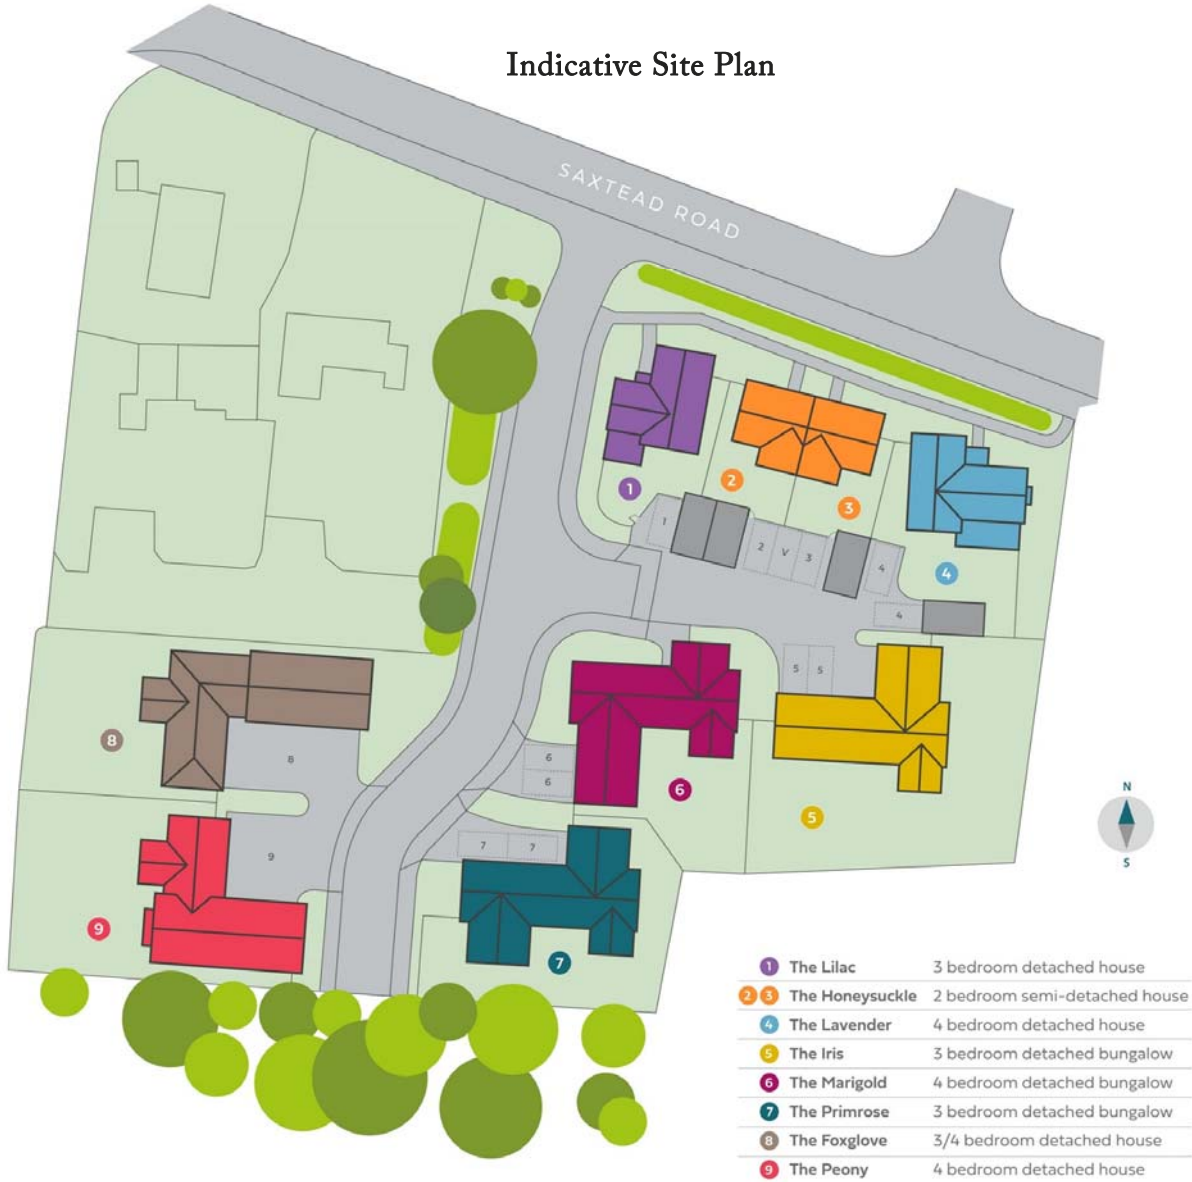 Indicative Site Plan
SAXTEAD ROAD
1
2
3
4
1
2
V
3
4
4
5
5
8
8
6
6
6
5
9
9
7
7
7
N
S
1 The Lilac 3 bedroom detached house
2 3 The Honeysuckle 2 bedroom semi-detached house
4 The Lavender 4 bedroom detached house
5 The Iris 3 bedroom detached bungalow
6 The Marigold 4 bedroom detached bungalow
7 The Primrose 3 bedroom detached bungalow
8 The Foxglove 3/4 bedroom detached house
9 The Peony 4 bedroom detached house